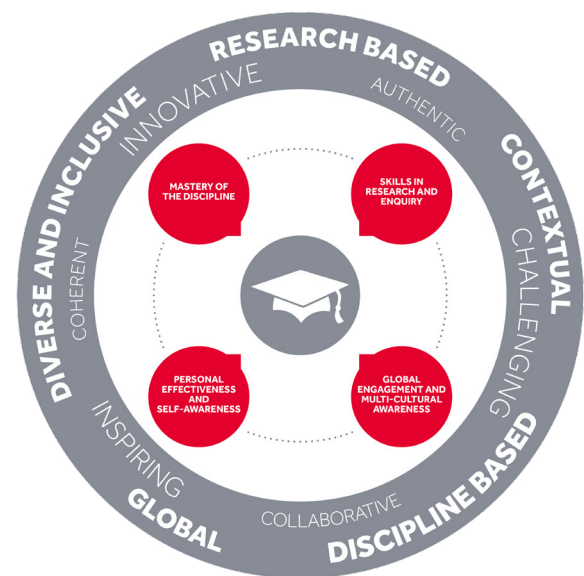 RESEARCH BASED
INNOVATIVE
AUTHENTIC
CONTEXTUAL
CHALLENGING
DISCIPLINE BASED
COLLABORATIVE
GLOBAL
INSPIRING
DIVERSE AND INCLUSIVE
COHERENT
MASTERY OF
THE DISCIPLINE
SKILLS IN
RESEARCH AND
ENQUIRY
PERSONAL
EFFECTIVENESS
AND
SELF-AWARENESS
GLOBAL
ENGAGEMENT AND
MULTI-CULTURAL
AWARENESS